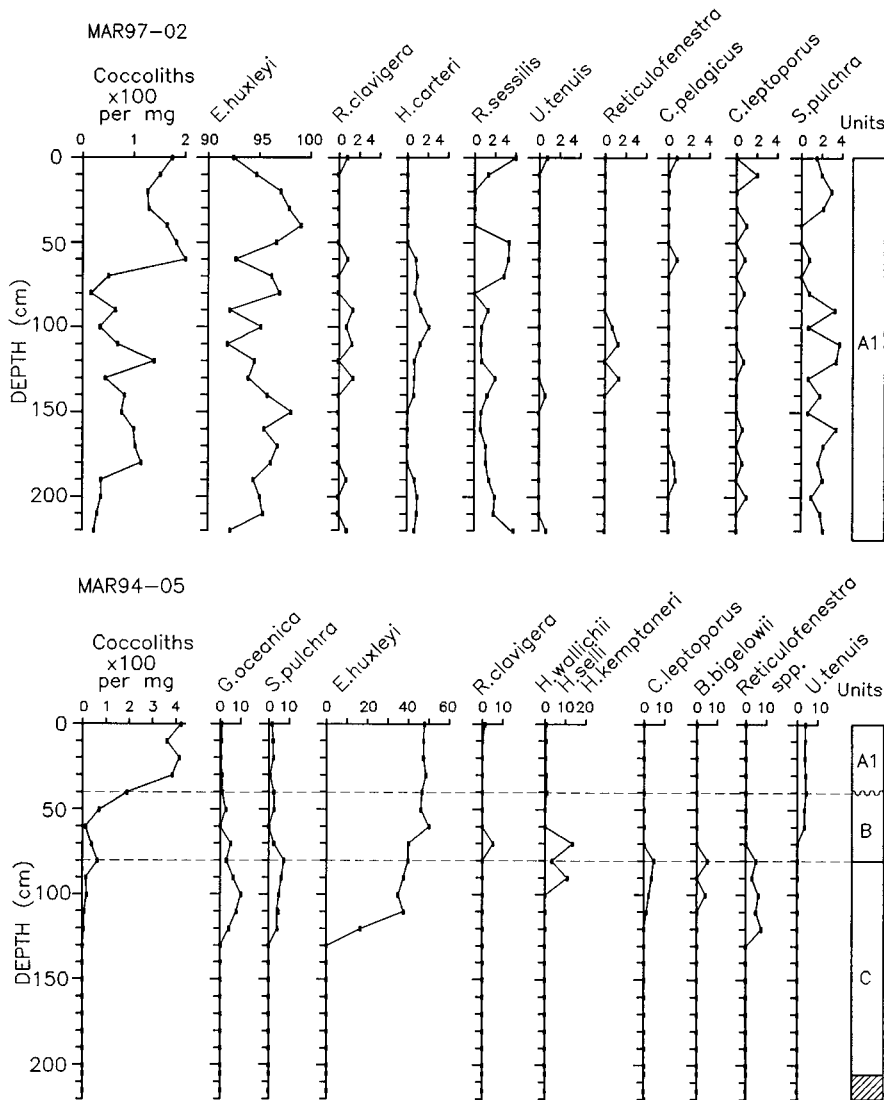 MAR97-02
Coccoliths
x100
per mg
E.huxleyi
R.clavigera
H.carteri
R.sessilis
U.tenuis
Reticulofenestra
C.pelagicus
C.leptoporus
S.pulchra
Units
0 1 2
90 95 100
0 2 4
0 2 4
0 2 4
0 2 4
0 2 4
0 2 4
0 2 4
0 2 4
0
50
100
150
200
DEPTH (cm)
A1
MAR94-05
Coccoliths
x100
per mg
G.oceanica
S.pulchra
E.huxleyi
R.clavigera
H.wallichii
H.selli
H.kemptaneri
C.leptoporus
B.bigelowii
Reticulofenestra
spp.
U.tenuis
Units
0 1 2 3 4
0 10
0 10
0 20 40 60
0 10
0 10 20
0 10
0 10
0 10
0 10
0
50
100
150
200
DEPTH (cm)
A1
B
C